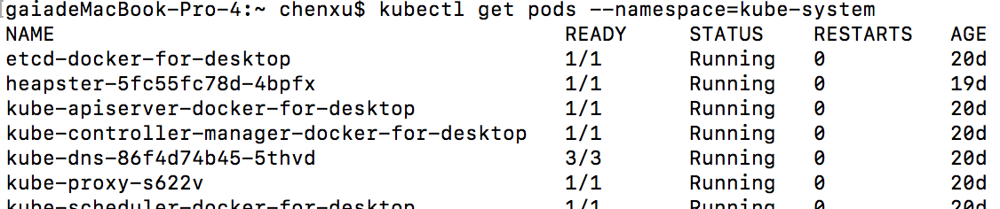 [gaiadeMacBook-Pro-4:~ chenxu$ kubectl get pods --namespace=kube-system
NAME READY STATUS RESTARTS AGE
etcd-docker-for-desktop 1/1 Running 0 20d
heapster-5fc55fc78d-4bpfx 1/1 Running 0 19d
kube-apiserver-docker-for-desktop 1/1 Running 0 20d
kube-controller-manager-docker-for-desktop 1/1 Running 0 20d
kube-dns-86f4d74b45-5thvd 3/3 Running 0 20d
kube-proxy-s622v 1/1 Running 0 20d
kube-scheduler-docker-for-desktop 1/1 Running 0 20d